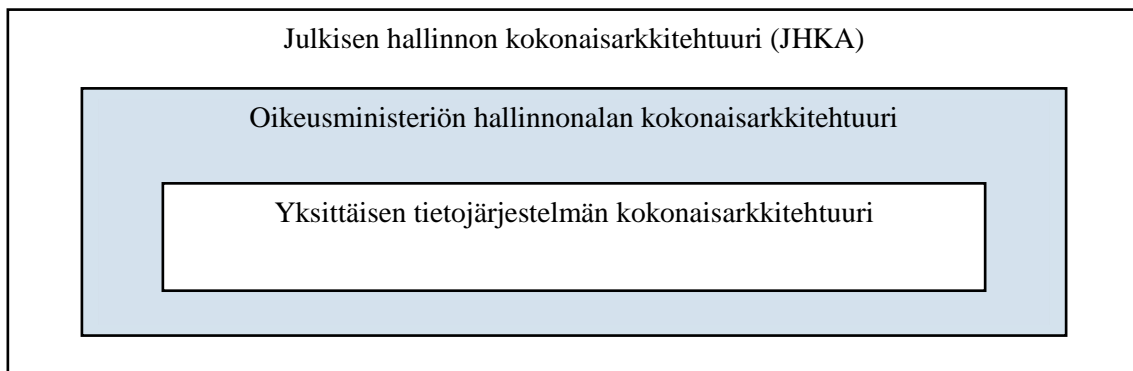 Julkisen hallinnon kokonaisarkkitehtuuri (JHKA)
Oikeusministeriön hallinnonalan kokonaisarkkitehtuuri
Yksittäisen tietojärjestelmän kokonaisarkkitehtuuri